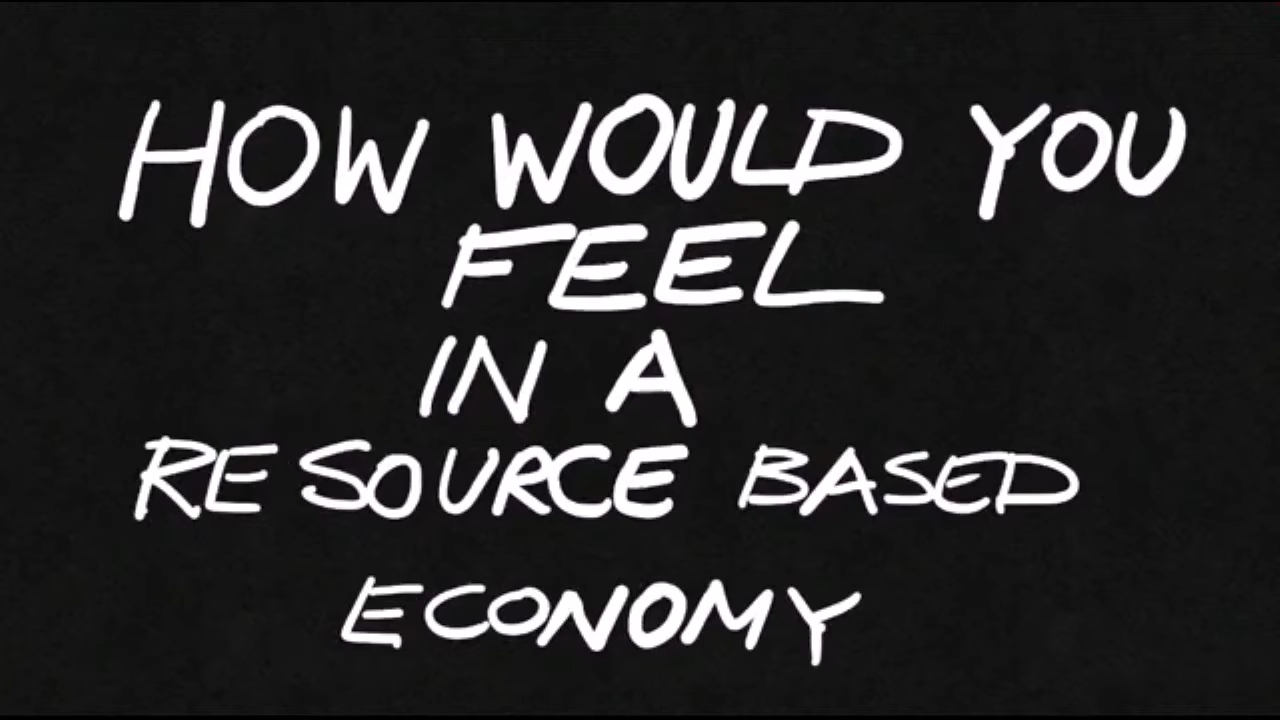 HOW WOULD YOU
FEEL
IN A
RESOURCE BASED
ECONOMY